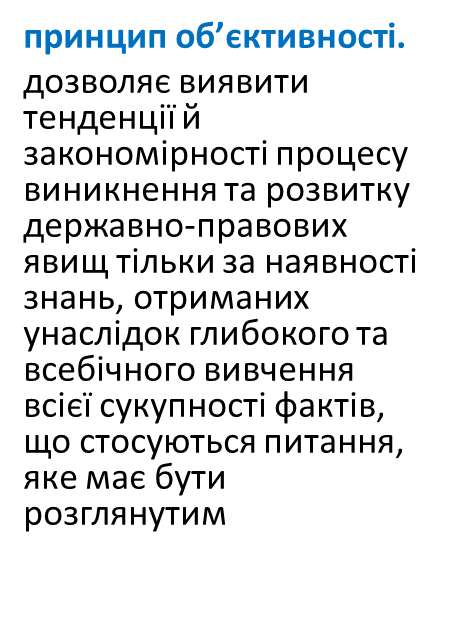 принцип об’єктивності.
дозволяє виявити
тенденції й
закономірності процесу
виникнення та розвитку
державно-правових
явищ тільки за наявності
знань, отриманих
унаслідок глибокого та
всебічного вивчення
всієї сукупності фактів,
що стосуються питання,
яке має бути
розглянутим